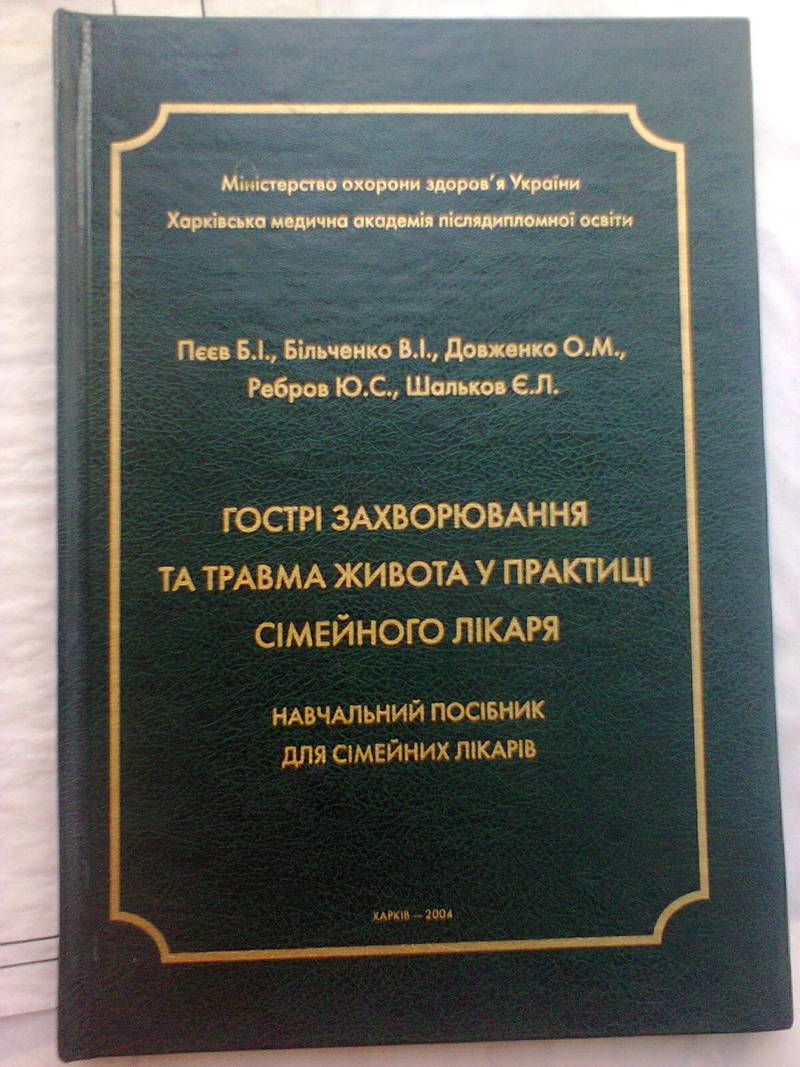 Міністерство охорони здоров'я України
Харківська медична академія післядипломної освіти
Пєєв Б.І., Більченко В.І., Довженко О.М.,
Ребров Ю.С., Шальков Є.Л.
ГОСТРІ ЗАХВОРЮВАННЯ
ТА ТРАВМА ЖИВОТА У ПРАКТИЦІ
СІМЕЙНОГО ЛІКАРЯ
НАВЧАЛЬНИЙ ПОСІБНИК
ДЛЯ СІМЕЙНИХ ЛІКАРІВ
ХАРКІВ — 2004